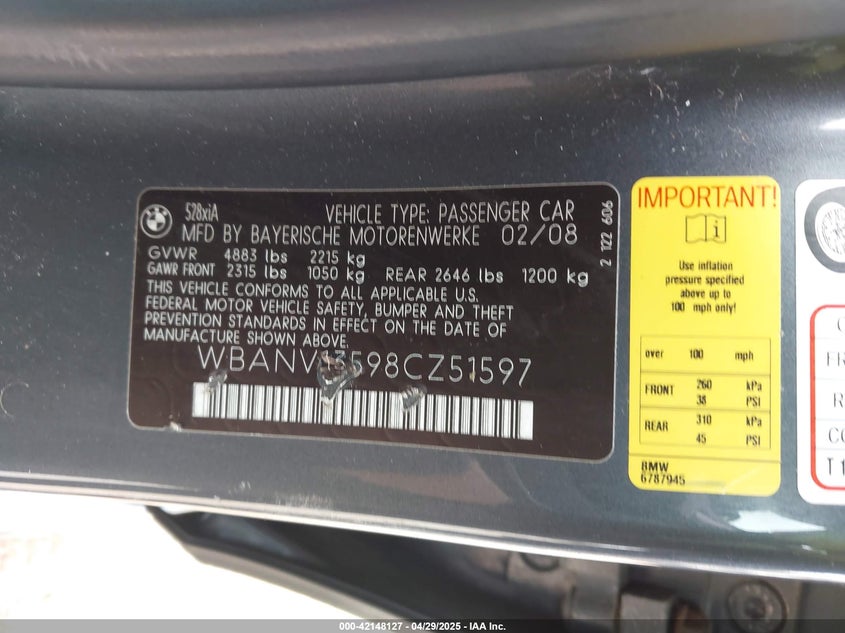 528xiA
VEHICLE TYPE: PASSENGER CAR
MFD BY BAYERISCHE MOTORENWERKE 02/08
GVWR 4883 lbs 2215 kg
GAWR FRONT 2315 lbs 1050 kg REAR 2646 lbs 1200 kg
THIS VEHICLE CONFORMS TO ALL APPLICABLE U.S.
FEDERAL MOTOR VEHICLE SAFETY, BUMPER AND THEFT
PREVENTION STANDARDS IN EFFECT ON THE DATE OF
MANUFACTURE SHOWN ABOVE.
WBANV13598CZ51597
2 122 606
IMPORTANT!
Use inflation
pressure specified
above up to
100 mph only!
over 100 mph
FRONT 260 kPa
38 PSI
REAR 310 kPa
45 PSI
BMW
6787945
000-42148127 - 04/29/2025 - IAA Inc.